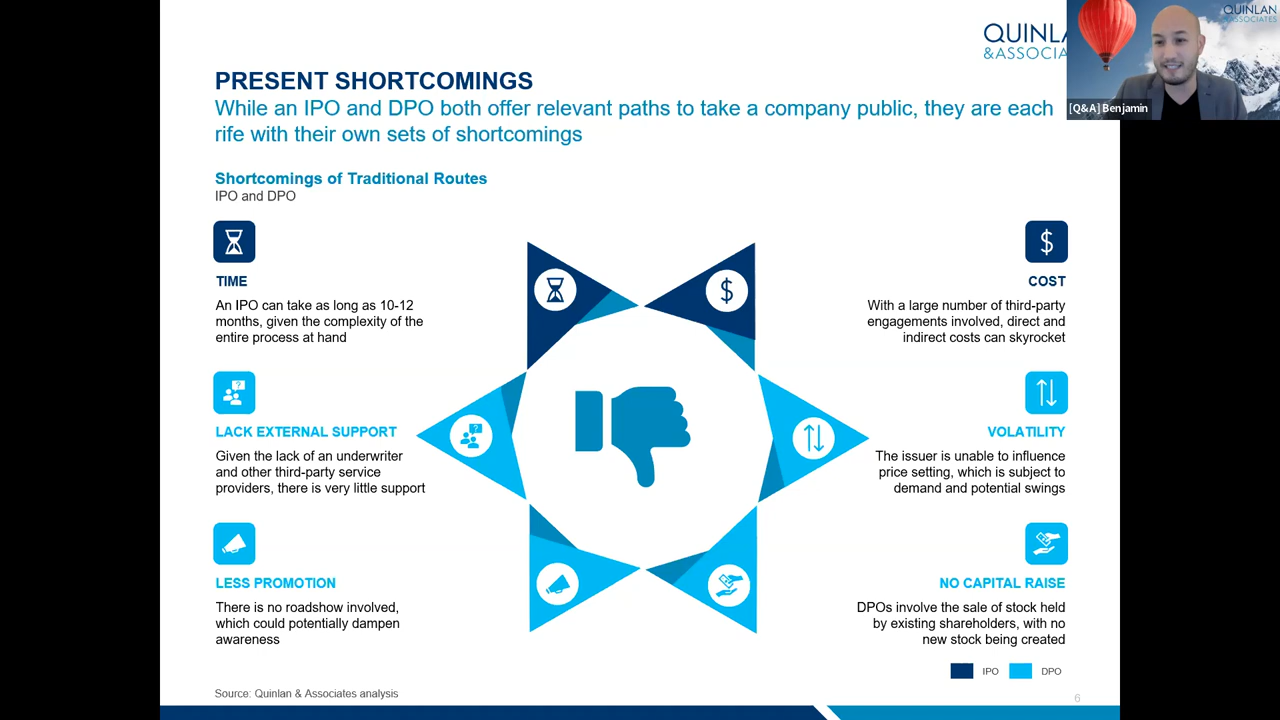 QUINLAN
&ASSOCIATES
[Q&A] Benjamin
QUINLA
&ASSOCIA
PRESENT SHORTCOMINGS
While an IPO and DPO both offer relevant paths to take a company public, they are each
rife with their own sets of shortcomings
Shortcomings of Traditional Routes
IPO and DPO
TIME
An IPO can take as long as 10-12
months, given the complexity of the
entire process at hand
$
$
COST
With a large number of third-party
engagements involved, direct and
indirect costs can skyrocket
LACK EXTERNAL SUPPORT
Given the lack of an underwriter
and other third-party service
providers, there is very little support
VOLATILITY
The issuer is unable to influence
price setting, which is subject to
demand and potential swings
LESS PROMOTION
There is no roadshow involved,
which could potentially dampen
awareness
NO CAPITAL RAISE
DPOs involve the sale of stock held
by existing shareholders, with no
new stock being created
IPO
DPO
Source: Quinlan & Associates analysis
6